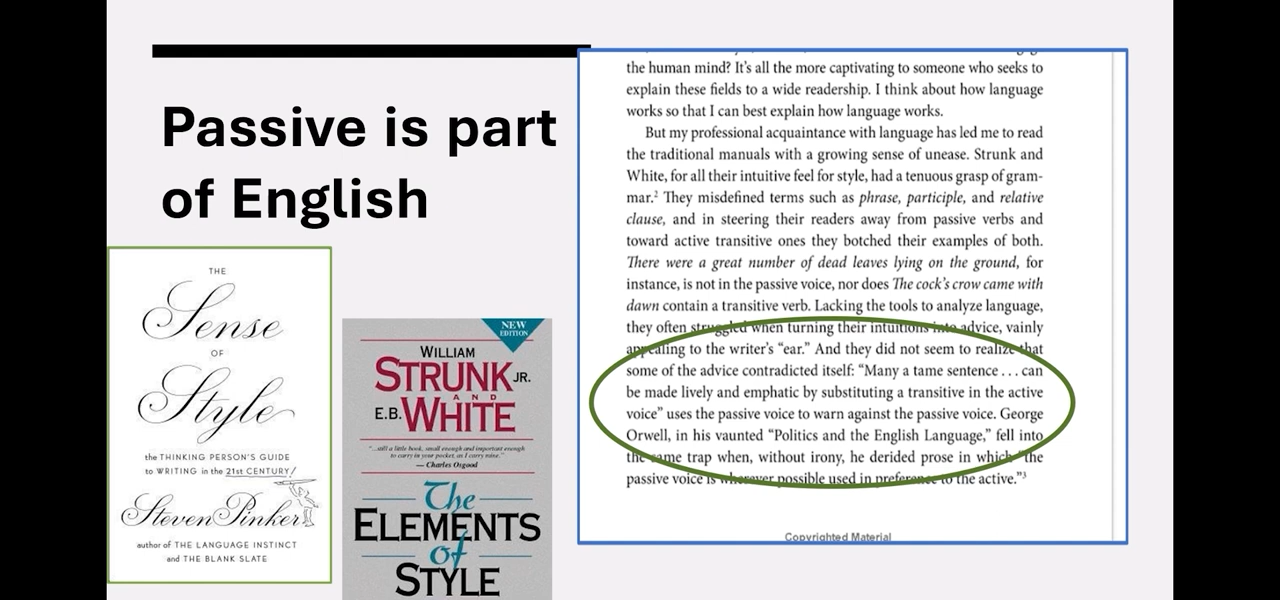 Passive is part
of English
THE
Sense
OF
Style
the THINKING PERSON'S GUIDE
to WRITING in the 21st CENTURY!
Steven Pinker
author of THE LANGUAGE INSTINCT
and THE BLANK SLATE
NEW
EDITION
WILLIAM
STRUNK JR.
AND
E.B. WHITE
"...still a little book, small enough and important enough
to carry in your pocket, as I carry mine."
— Charles Osgood
The
ELEMENTS
of
STYLE
the human mind? It's all the more captivating to someone who seeks to
explain these fields to a wide readership. I think about how language
works so that I can best explain how language works.
But my professional acquaintance with language has led me to read
the traditional manuals with a growing sense of unease. Strunk and
White, for all their intuitive feel for style, had a tenuous grasp of gram-
mar.² They misdefined terms such as phrase, participle, and relative
clause, and in steering their readers away from passive verbs and
toward active transitive ones they botched their examples of both.
There were a great number of dead leaves lying on the ground, for
instance, is not in the passive voice, nor does The cock's crow came with
dawn contain a transitive verb. Lacking the tools to analyze language,
they often struggled when turning their intuitions into advice, vainly
appealing to the writer's "ear." And they did not seem to realize that
some of the advice contradicted itself: "Many a tame sentence . . . can
be made lively and emphatic by substituting a transitive in the active
voice" uses the passive voice to warn against the passive voice. George
Orwell, in his vaunted "Politics and the English Language," fell into
the same trap when, without irony, he derided prose in which "the
passive voice is wherever possible used in preference to the active."³
Copyrighted Material